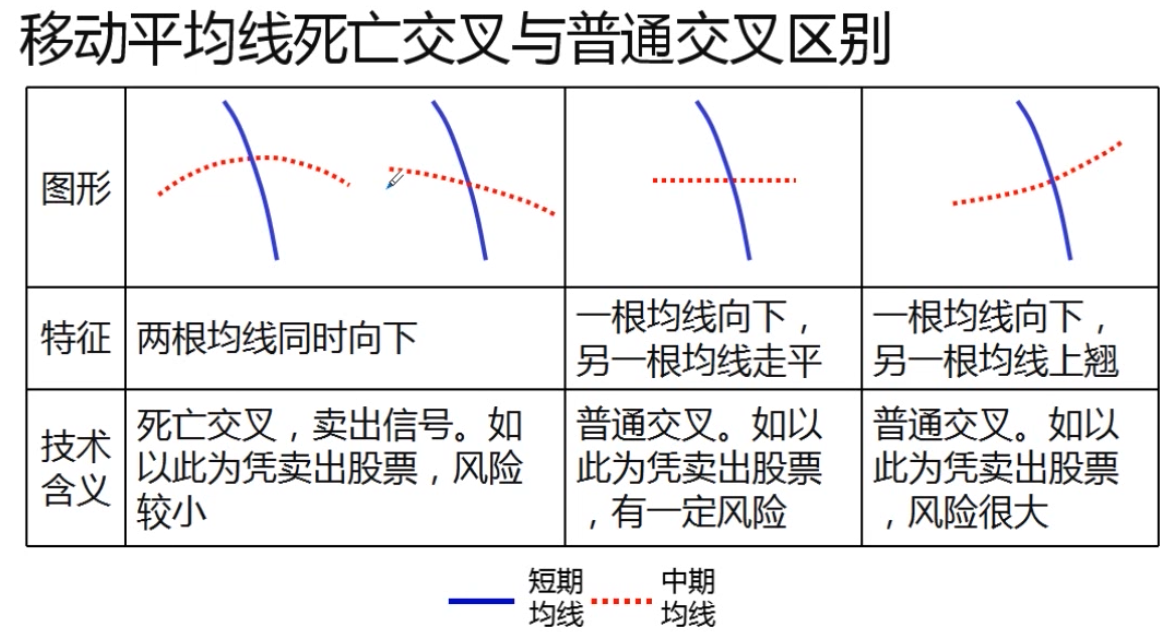 移动平均线死亡交叉与普通交叉区别
图形
特征
两根均线同时向下
一根均线向下，
另一根均线走平
一根均线向下，
另一根均线上翘
技术
含义
死亡交叉，卖出信号。如
以此为凭卖出股票，风险
较小
普通交叉。如以
此为凭卖出股票
，有一定风险
普通交叉。如以
此为凭卖出股票
，风险很大
短期
均线
中期
均线